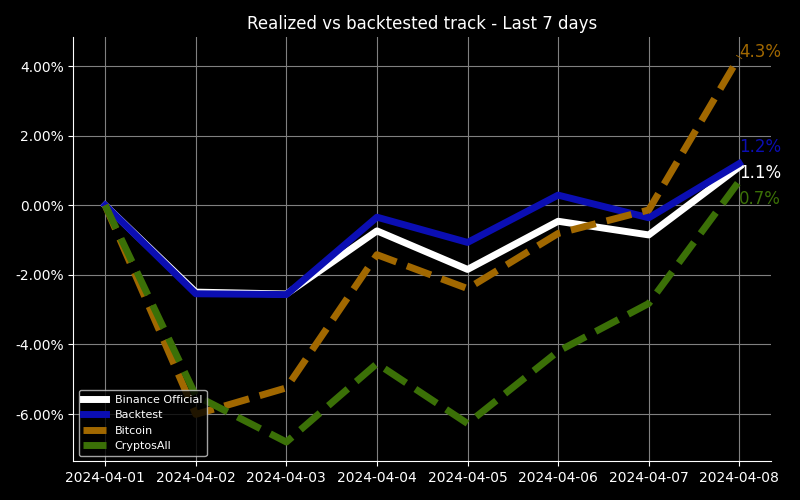 Realized vs backtested track - Last 7 days
4.00%
2.00%
0.00%
-2.00%
-4.00%
-6.00%
4.3%
1.2%
1.1%
0.7%
Binance Official
Backtest
Bitcoin
CryptosAll
2024-04-01 2024-04-02 2024-04-03 2024-04-04 2024-04-05 2024-04-06 2024-04-07 2024-04-08